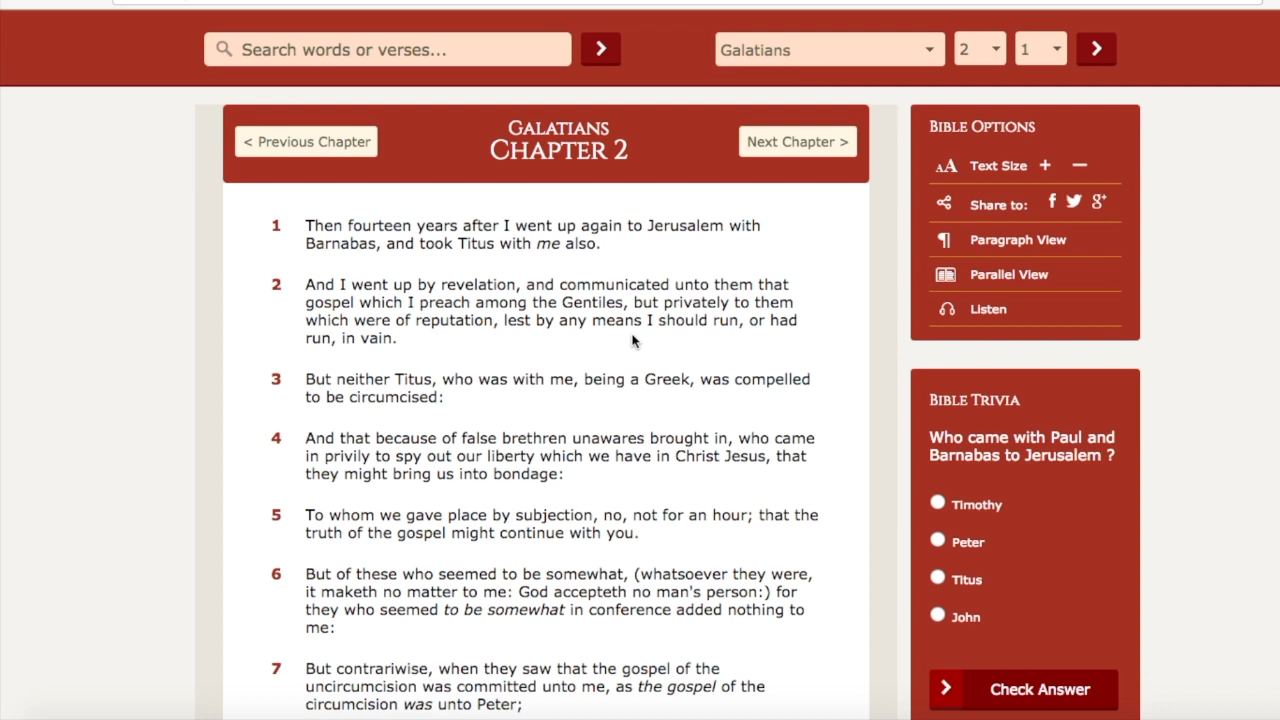 Search words or verses...
Galatians
2
1
GALATIANS
CHAPTER 2
< Previous Chapter
Next Chapter >
1 Then fourteen years after I went up again to Jerusalem with
Barnabas, and took Titus with me also.
2 And I went up by revelation, and communicated unto them that
gospel which I preach among the Gentiles, but privately to them
which were of reputation, lest by any means I should run, or had
run, in vain.
3 But neither Titus, who was with me, being a Greek, was compelled
to be circumcised:
4 And that because of false brethren unawares brought in, who came
in privily to spy out our liberty which we have in Christ Jesus, that
they might bring us into bondage:
5 To whom we gave place by subjection, no, not for an hour; that the
truth of the gospel might continue with you.
6 But of these who seemed to be somewhat, (whatsoever they were,
it maketh no matter to me: God accepteth no man's person:) for
they who seemed to be somewhat in conference added nothing to
me:
7 But contrariwise, when they saw that the gospel of the
uncircumcision was committed unto me, as the gospel of the
circumcision was unto Peter;
BIBLE OPTIONS
AA Text Size + −
Share to: f g+
¶ Paragraph View
Parallel View
Listen
BIBLE TRIVIA
Who came with Paul and
Barnabas to Jerusalem ?
Timothy
Peter
Titus
John
Check Answer